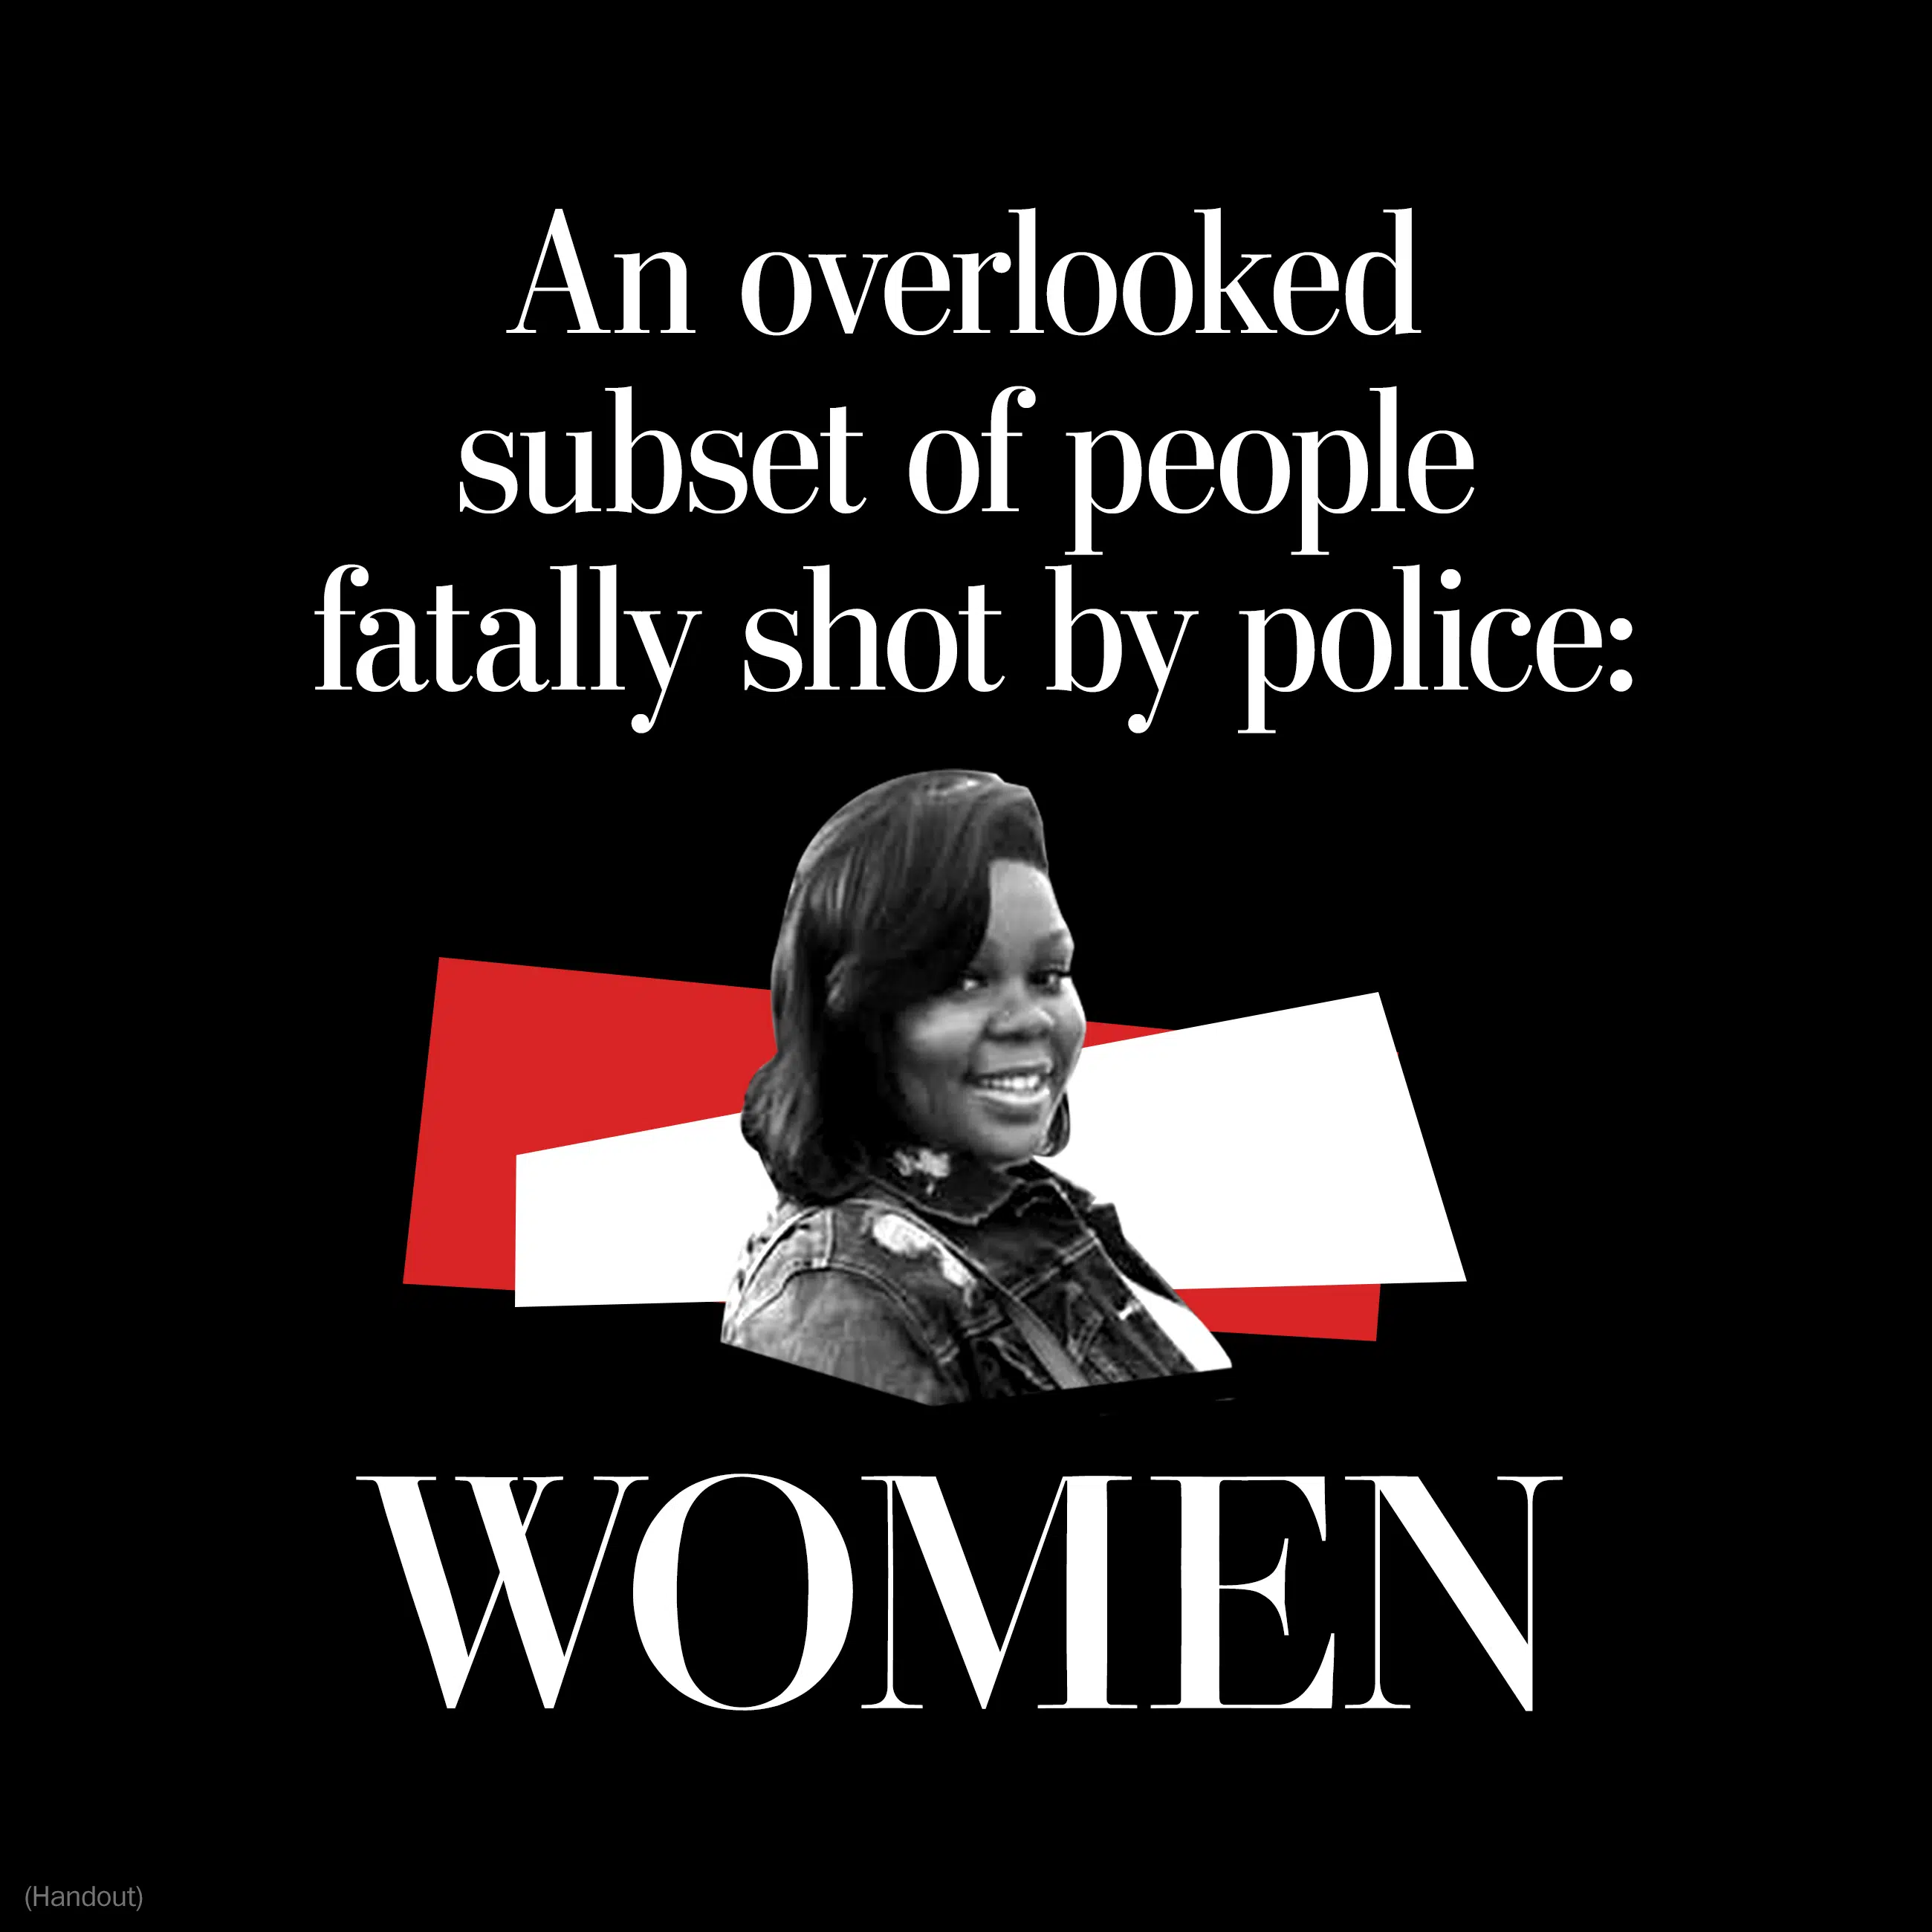 An overlooked
subset of people
fatally shot by police:
WOMEN
(Handout)